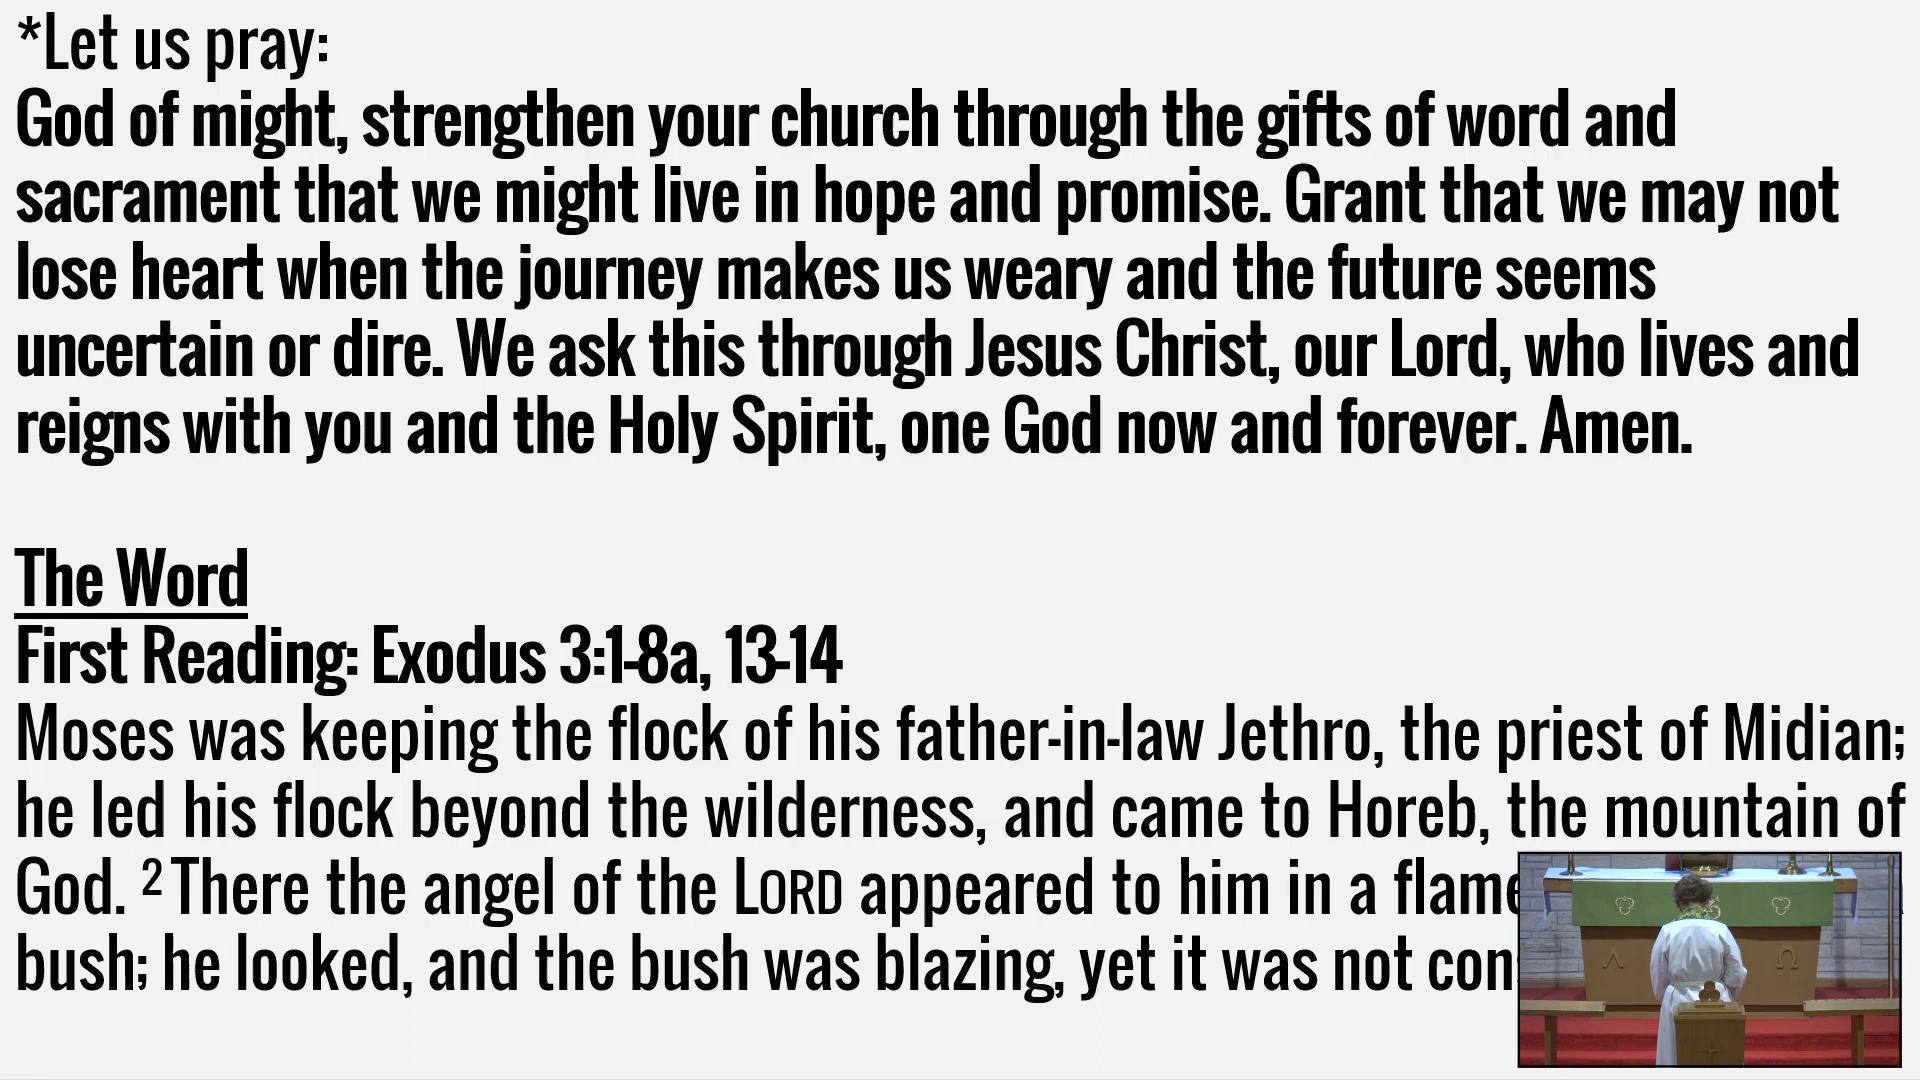 *Let us pray:
God of might, strengthen your church through the gifts of word and
sacrament that we might live in hope and promise. Grant that we may not
lose heart when the journey makes us weary and the future seems
uncertain or dire. We ask this through Jesus Christ, our Lord, who lives and
reigns with you and the Holy Spirit, one God now and forever. Amen.
The Word
First Reading: Exodus 3:1-8a, 13-14
Moses was keeping the flock of his father-in-law Jethro, the priest of Midian;
he led his flock beyond the wilderness, and came to Horeb, the mountain of
God. ² There the angel of the LORD appeared to him in a flame
bush; he looked, and the bush was blazing, yet it was not con
Α Ω